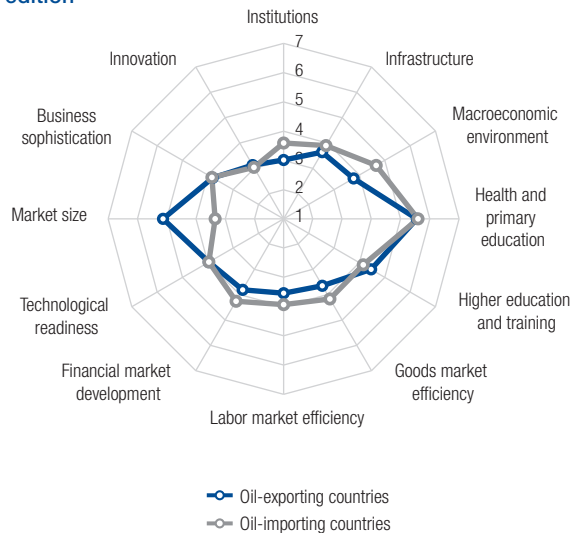 edition
Institutions
Infrastructure
Macroeconomic
environment
Health and
primary
education
Higher education
and training
Goods market
efficiency
Labor market efficiency
Financial market
development
Technological
readiness
Market size
Business
sophistication
Innovation
7
6
5
4
3
2
1
Oil-exporting countries
Oil-importing countries